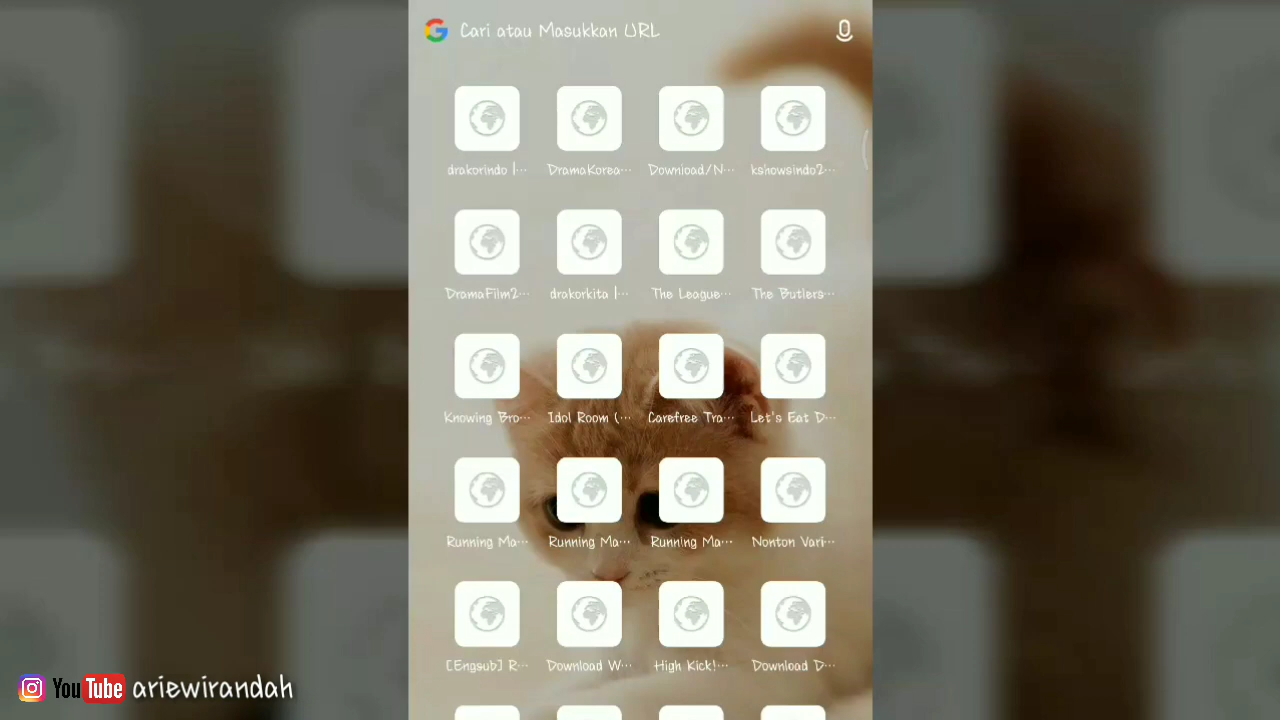 Cari atau Masukkan URL
drakorindo |... DramaKorea... Download/N... kshowsindo2...
DramaFilm2... drakorkita |... The League... The Butlers...
Knowing Bro... Idol Room (... Carefree Tra... Let's Eat D...
Running Ma... Running Ma... Running Ma... Nonton Vari...
[Engsub] R... Download W... High Kick!... Download D...
YouTube ariewirandah